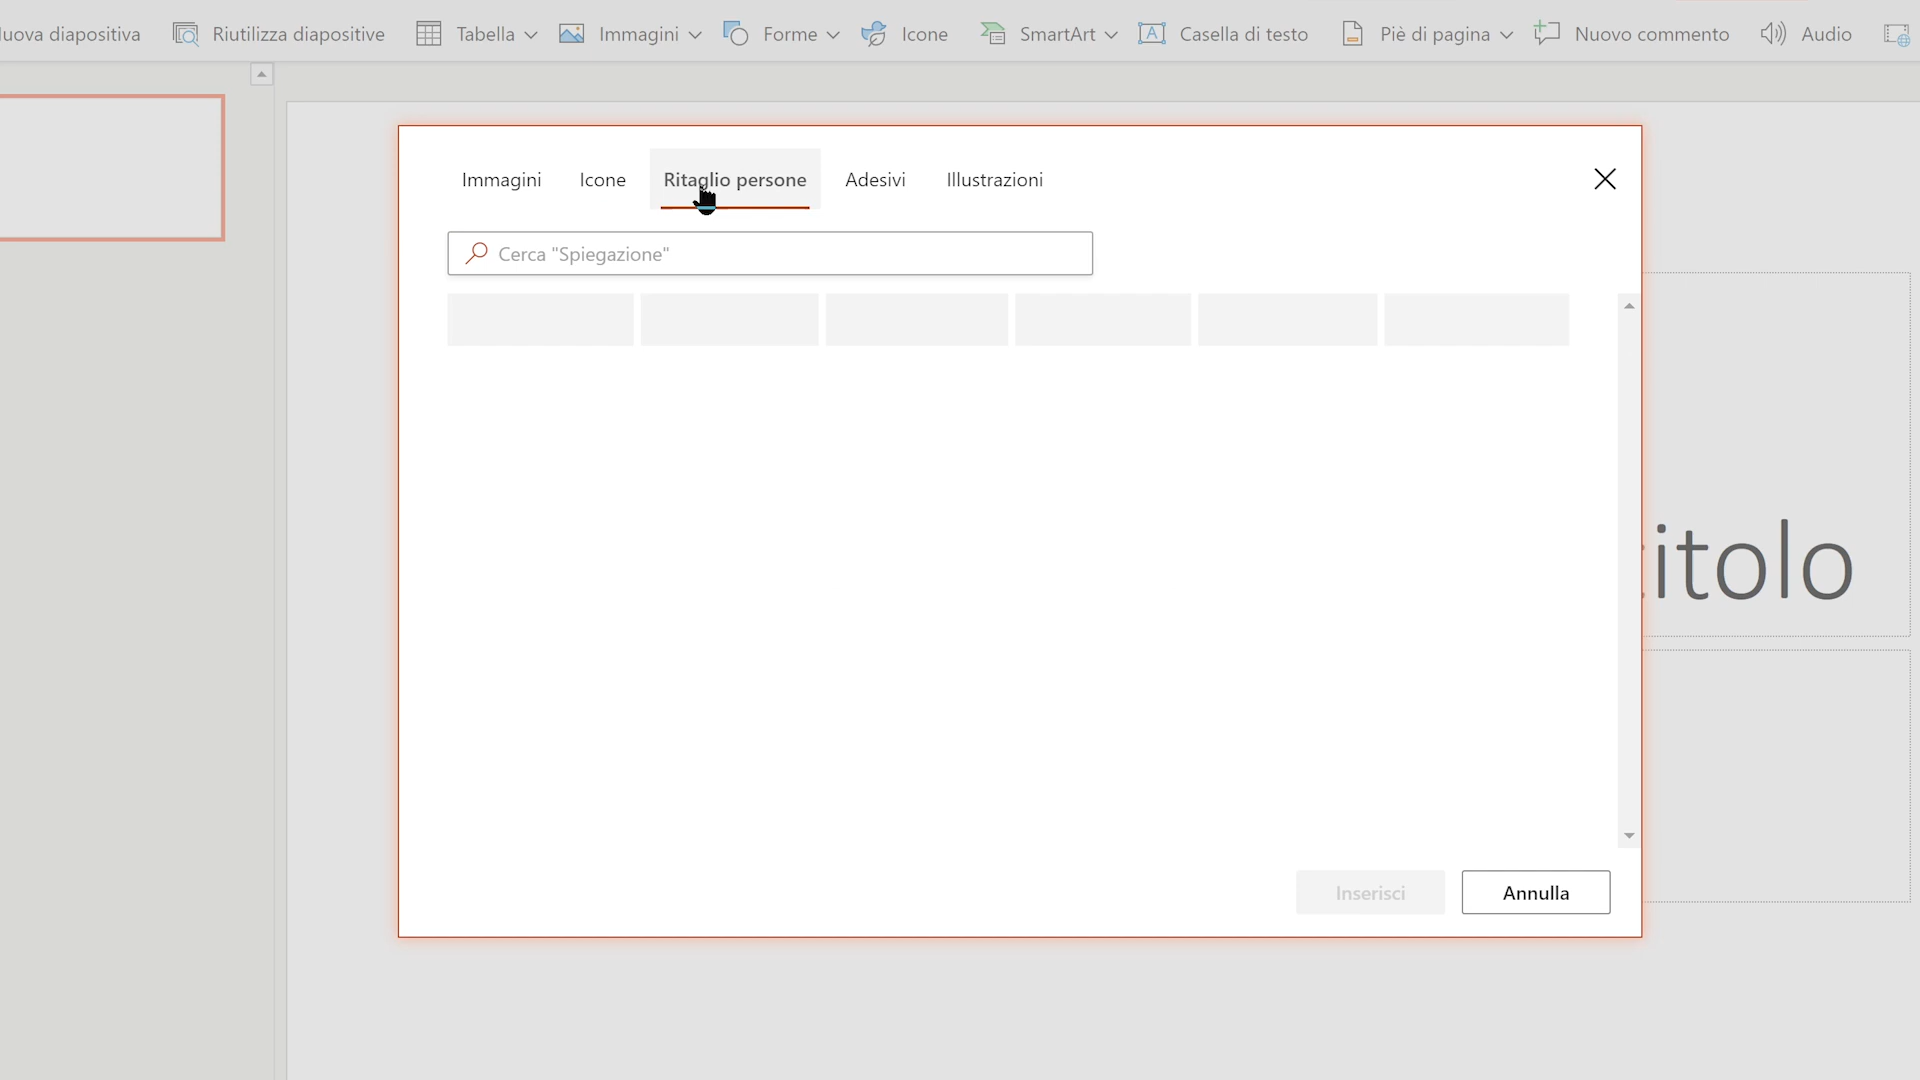 uova diapositiva Riutilizza diapositive Tabella Immagini Forme Icone SmartArt Casella di testo Piè di pagina Nuovo commento Audio
Immagini Icone Ritaglio persone Adesivi Illustrazioni
Cerca "Spiegazione"
itolo
Inserisci Annulla